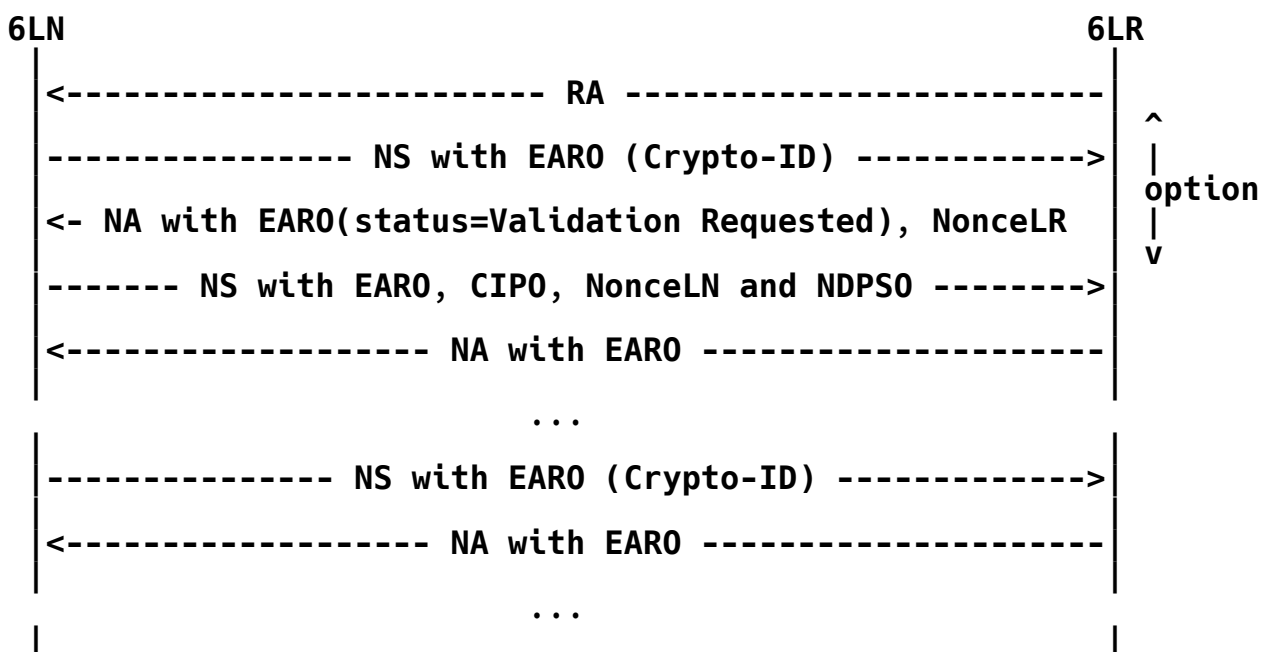 6LN 6LR
<------------------------- RA -------------------------|
^
---------------- NS with EARO (Crypto-ID) ------------> |
option
<- NA with EARO(status=Validation Requested), NonceLR |
v
------- NS with EARO, CIPO, NonceLN and NDPSO -------->
<------------------- NA with EARO ---------------------|
...
--------------- NS with EARO (Crypto-ID) ------------->
<------------------- NA with EARO ---------------------|
...